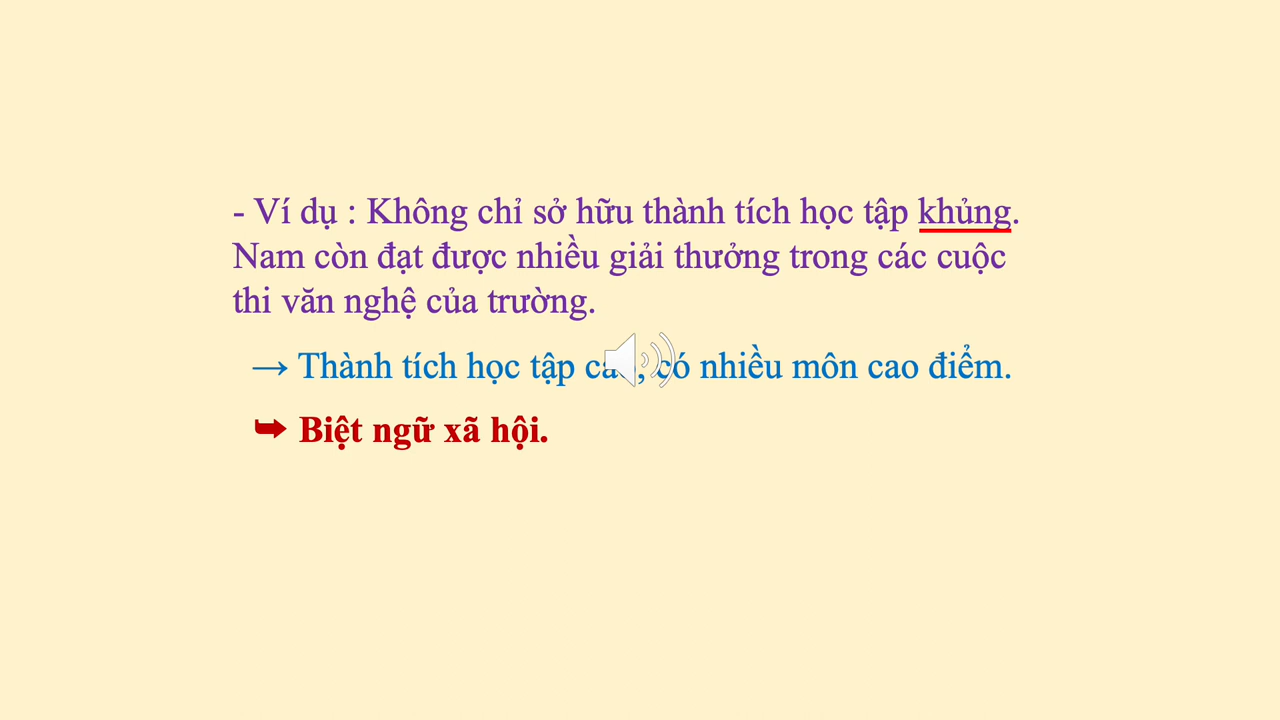 - Ví dụ : Không chỉ sở hữu thành tích học tập khủng.
Nam còn đạt được nhiều giải thưởng trong các cuộc
thi văn nghệ của trường.
→ Thành tích học tập có nhiều môn cao điểm.
➥ Biệt ngữ xã hội.